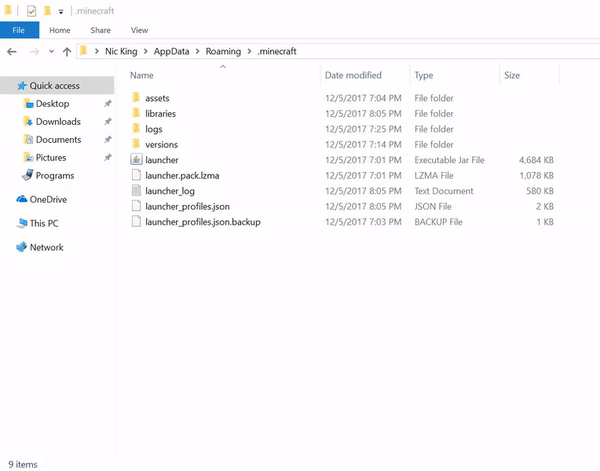 .minecraft
File Home Share View
Nic King AppData Roaming .minecraft
Name Date modified Type Size
Quick access
Desktop
Downloads
Documents
Pictures
Programs
OneDrive
This PC
Network
assets 12/5/2017 7:04 PM File folder
libraries 12/5/2017 8:05 PM File folder
logs 12/5/2017 7:25 PM File folder
versions 12/5/2017 7:14 PM File folder
launcher 12/5/2017 7:01 PM Executable Jar File 4,684 KB
launcher.pack.lzma 12/5/2017 7:01 PM LZMA File 1,078 KB
launcher_log 12/5/2017 8:05 PM Text Document 580 KB
launcher_profiles.json 12/5/2017 8:05 PM JSON File 2 KB
launcher_profiles.json.backup 12/5/2017 7:03 PM BACKUP File 1 KB
9 items